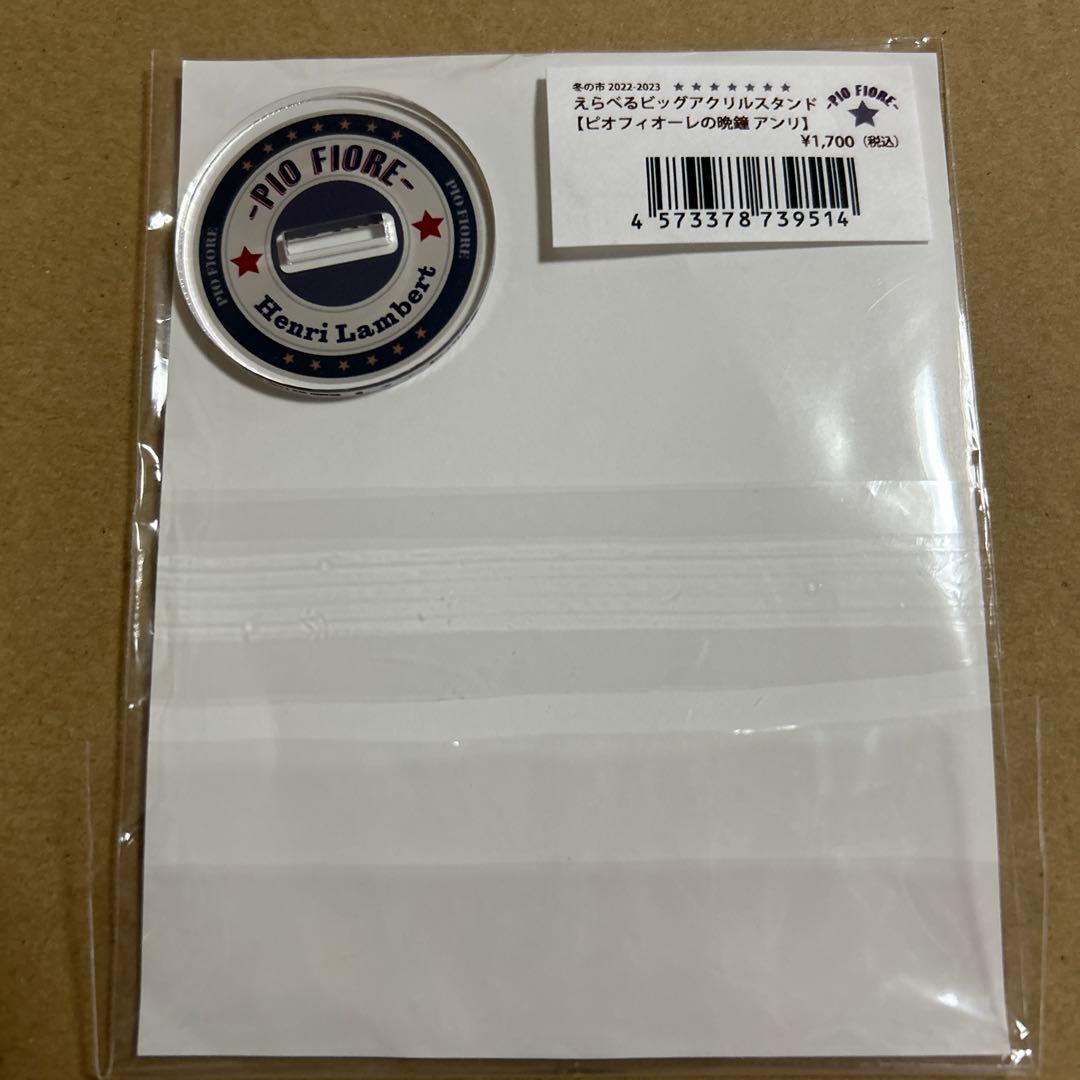 -PIO FIORE-
PIO FIORE
PIO FIORE
Henri Lambert
冬の市 2022-2023
えらべるビッグアクリルスタンド
【ピオフィオーレの晩鐘 アンリ】
¥1,700（税込）
-PIO FIORE-
4 573378 739514